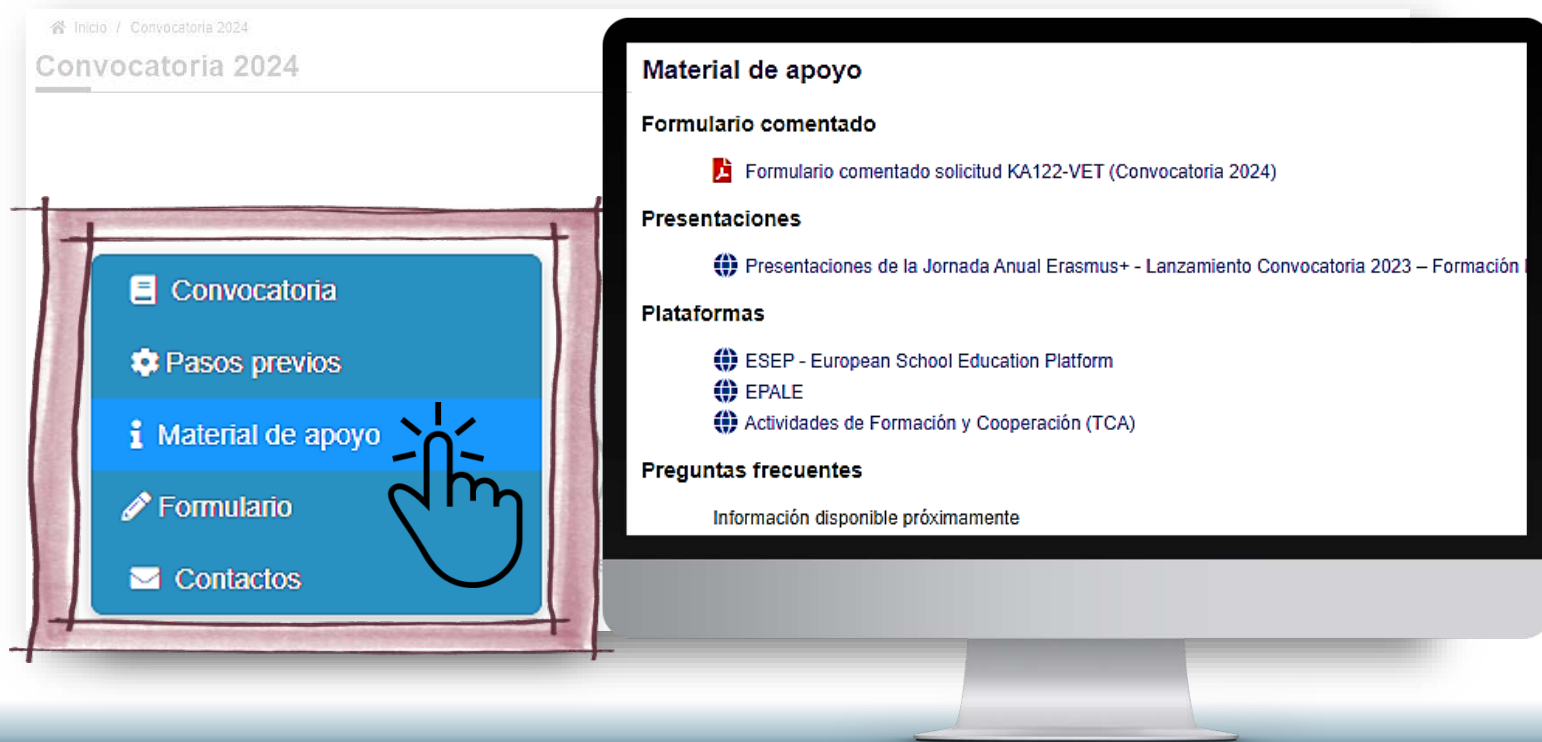 Inicio / Convocatoria 2024
Convocatoria 2024
Convocatoria
Pasos previos
Material de apoyo
Formulario
Contactos
Material de apoyo
Formulario comentado
Formulario comentado solicitud KA122-VET (Convocatoria 2024)
Presentaciones
Presentaciones de la Jornada Anual Erasmus+ - Lanzamiento Convocatoria 2023 – Formación
Plataformas
ESEP - European School Education Platform
EPALE
Actividades de Formación y Cooperación (TCA)
Preguntas frecuentes
Información disponible próximamente